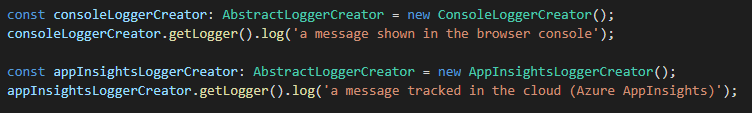 const consoleLoggerCreator: AbstractLoggerCreator = new ConsoleLoggerCreator();
consoleLoggerCreator.getLogger().log('a message shown in the browser console');
const appInsightsLoggerCreator: AbstractLoggerCreator = new AppInsightsLoggerCreator();
appInsightsLoggerCreator.getLogger().log('a message tracked in the cloud (Azure AppInsights)');